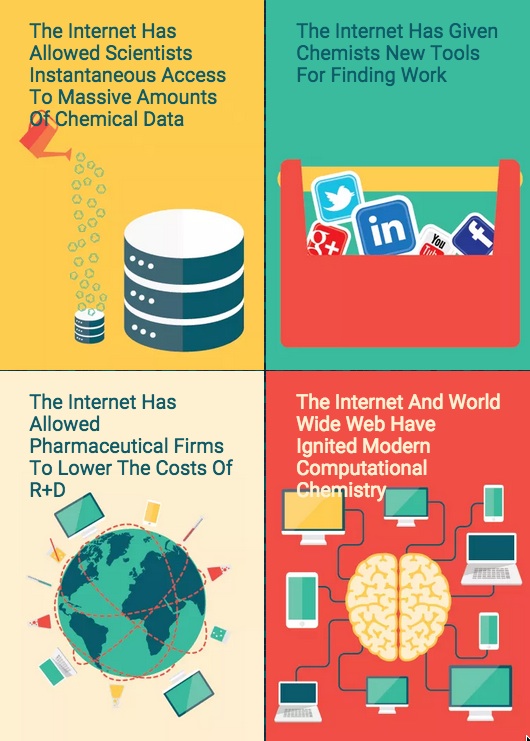 The Internet Has
Allowed Scientists
Instantaneous Access
To Massive Amounts
Of Chemical Data
The Internet Has Given
Chemists New Tools
For Finding Work
g+
in
You
Tube
f
The Internet Has
Allowed
Pharmaceutical Firms
To Lower The Costs Of
R+D
The Internet And World
Wide Web Have
Ignited Modern
Computational
Chemistry